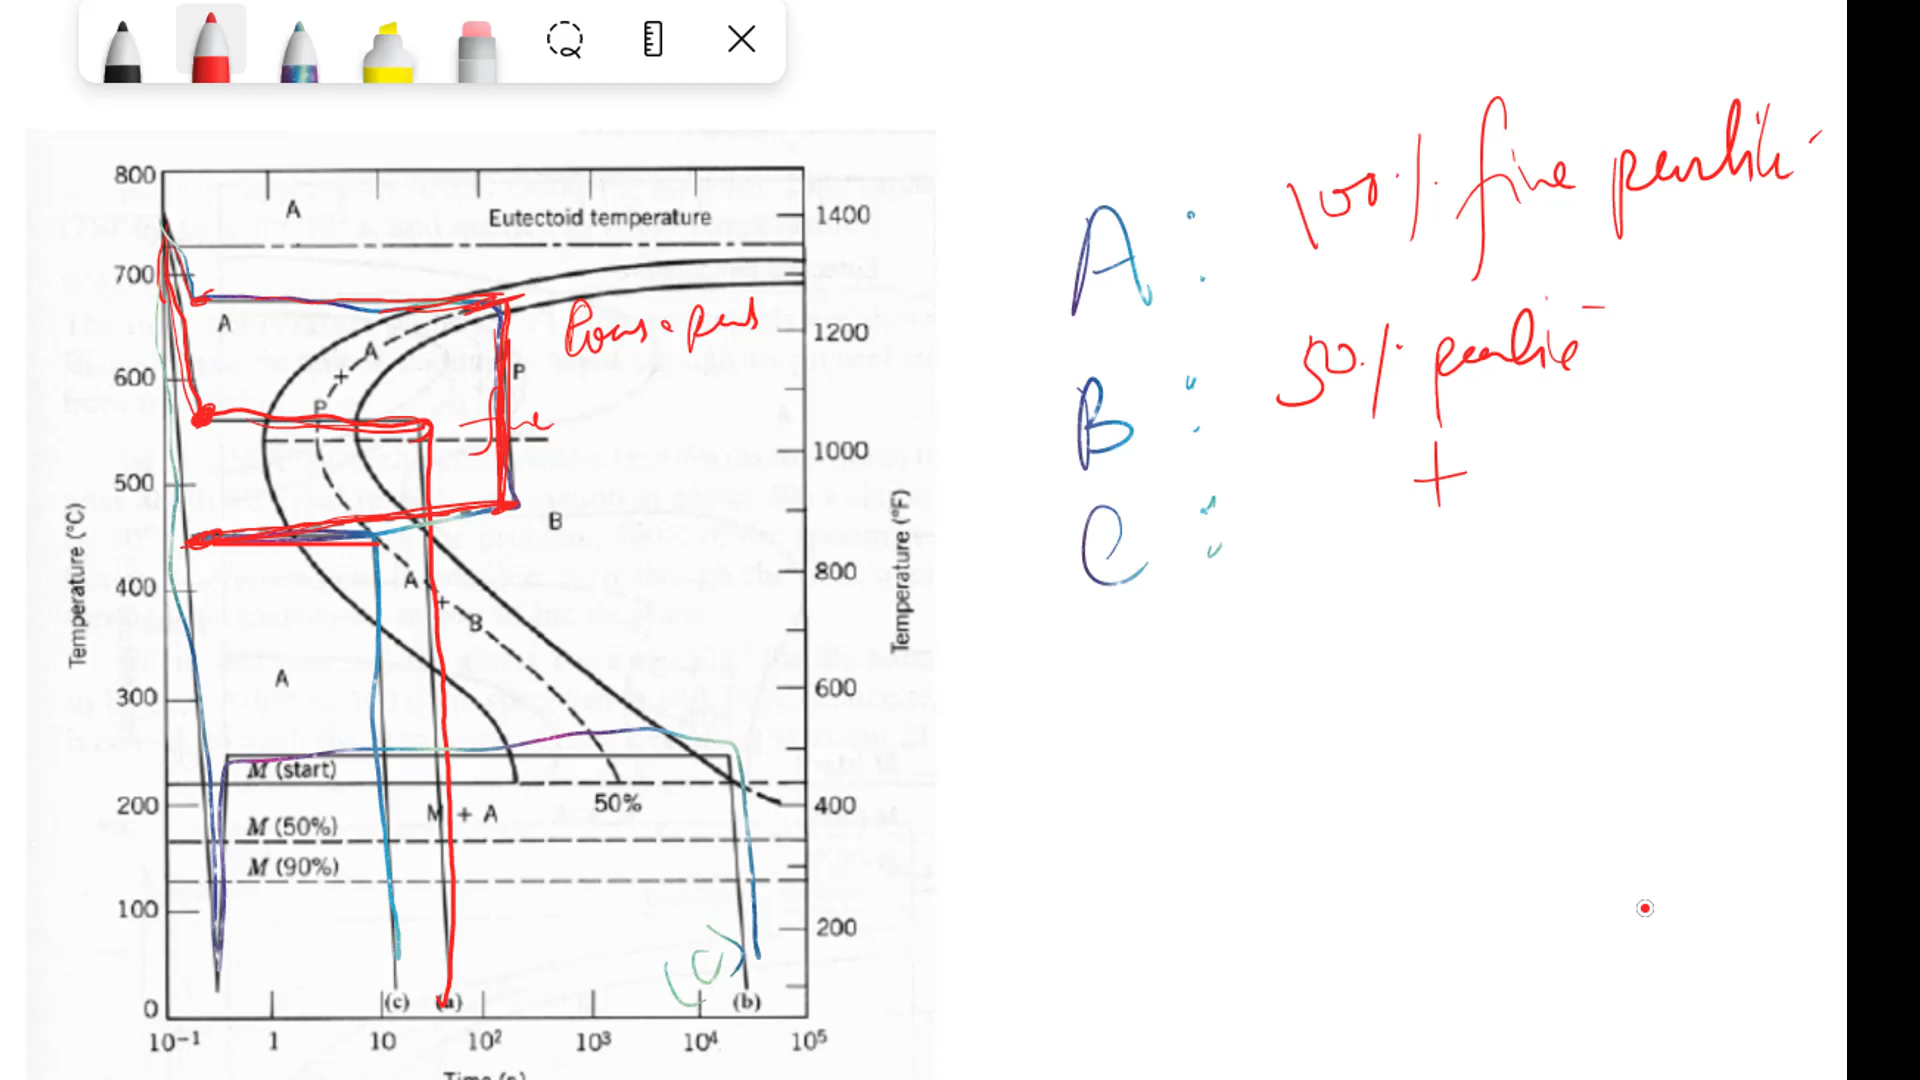 800
A
Eutectoid temperature
1400
700
A
1200
A
+
P
600
P
fine
1000
500
B
A
+
B
800
400
Temperature (°C)
Temperature (°F)
A
300
600
M (start)
200
50%
400
M + A
M (50%)
M (90%)
100
200
(c)
0
(c)
(a)
(b)
10⁻¹
1
10
10²
10³
10⁴
10⁵
A : 100% fine pearlite
B : 50% pearlite
+
C :